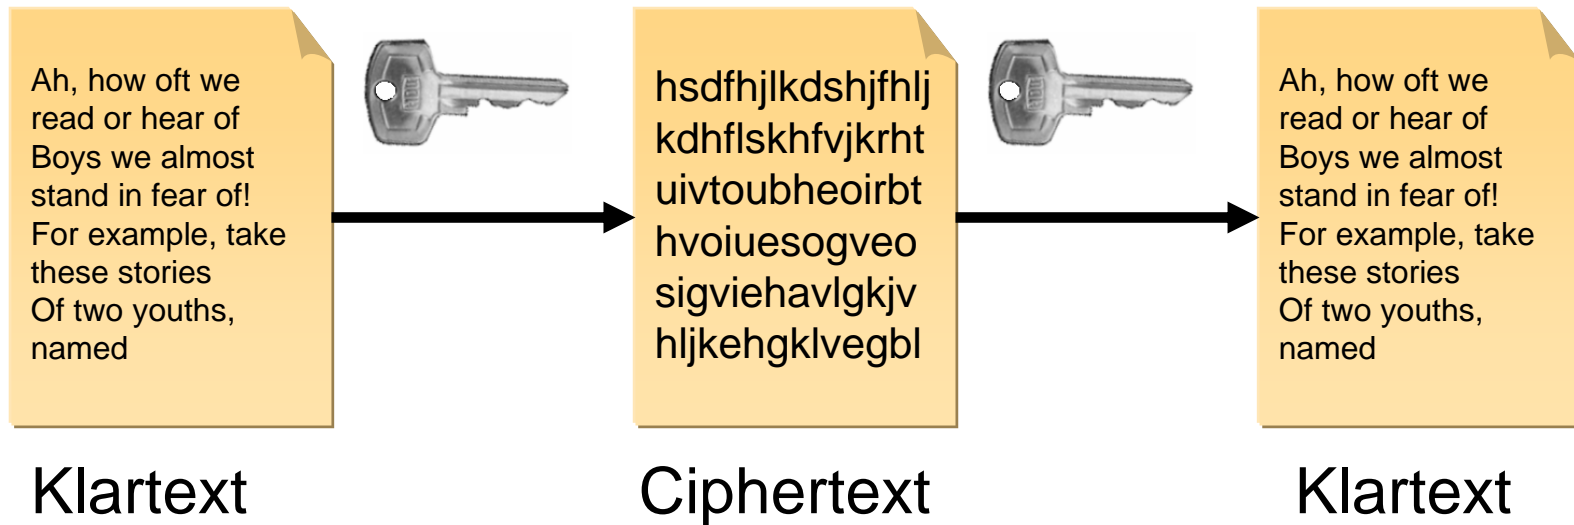 Ah, how oft we
read or hear of
Boys we almost
stand in fear of!
For example, take
these stories
Of two youths,
named
hsdfhjlkdshjfhlj
kdhflskhfvjkrht
uivtoubheoirbt
hvoiuesogveo
sigviehavlgkjv
hljkehgklvegbl
Ah, how oft we
read or hear of
Boys we almost
stand in fear of!
For example, take
these stories
Of two youths,
named
Klartext
Ciphertext
Klartext